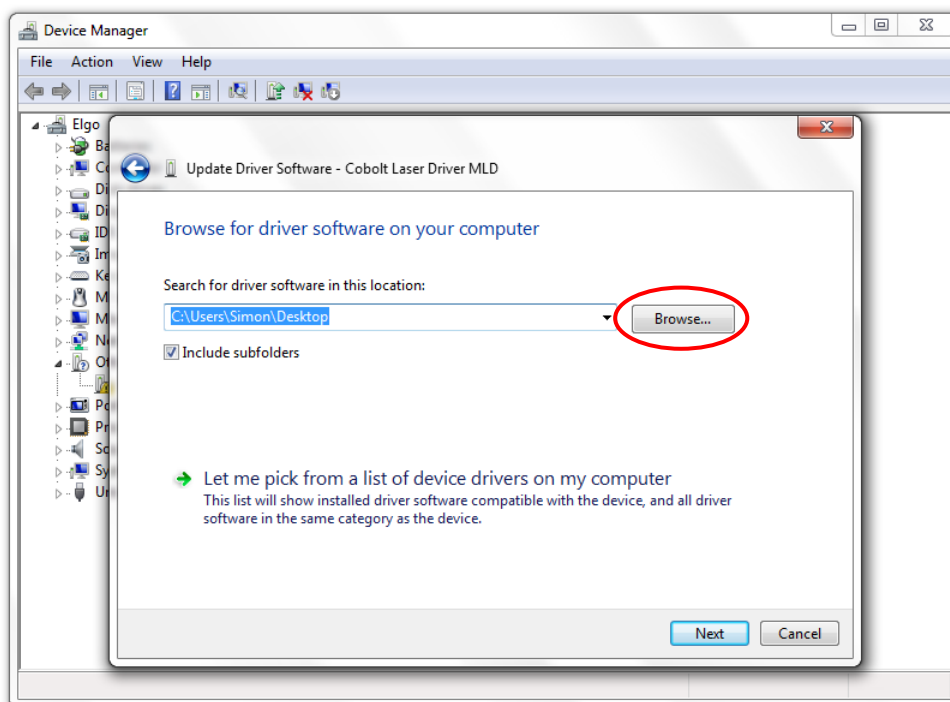 Device Manager
File Action View Help
Elgo
Update Driver Software - Cobolt Laser Driver MLD
Browse for driver software on your computer
Search for driver software in this location:
C:\Users\Simon\Desktop
Browse...
Include subfolders
Let me pick from a list of device drivers on my computer
This list will show installed driver software compatible with the device, and all driver
software in the same category as the device.
Next Cancel